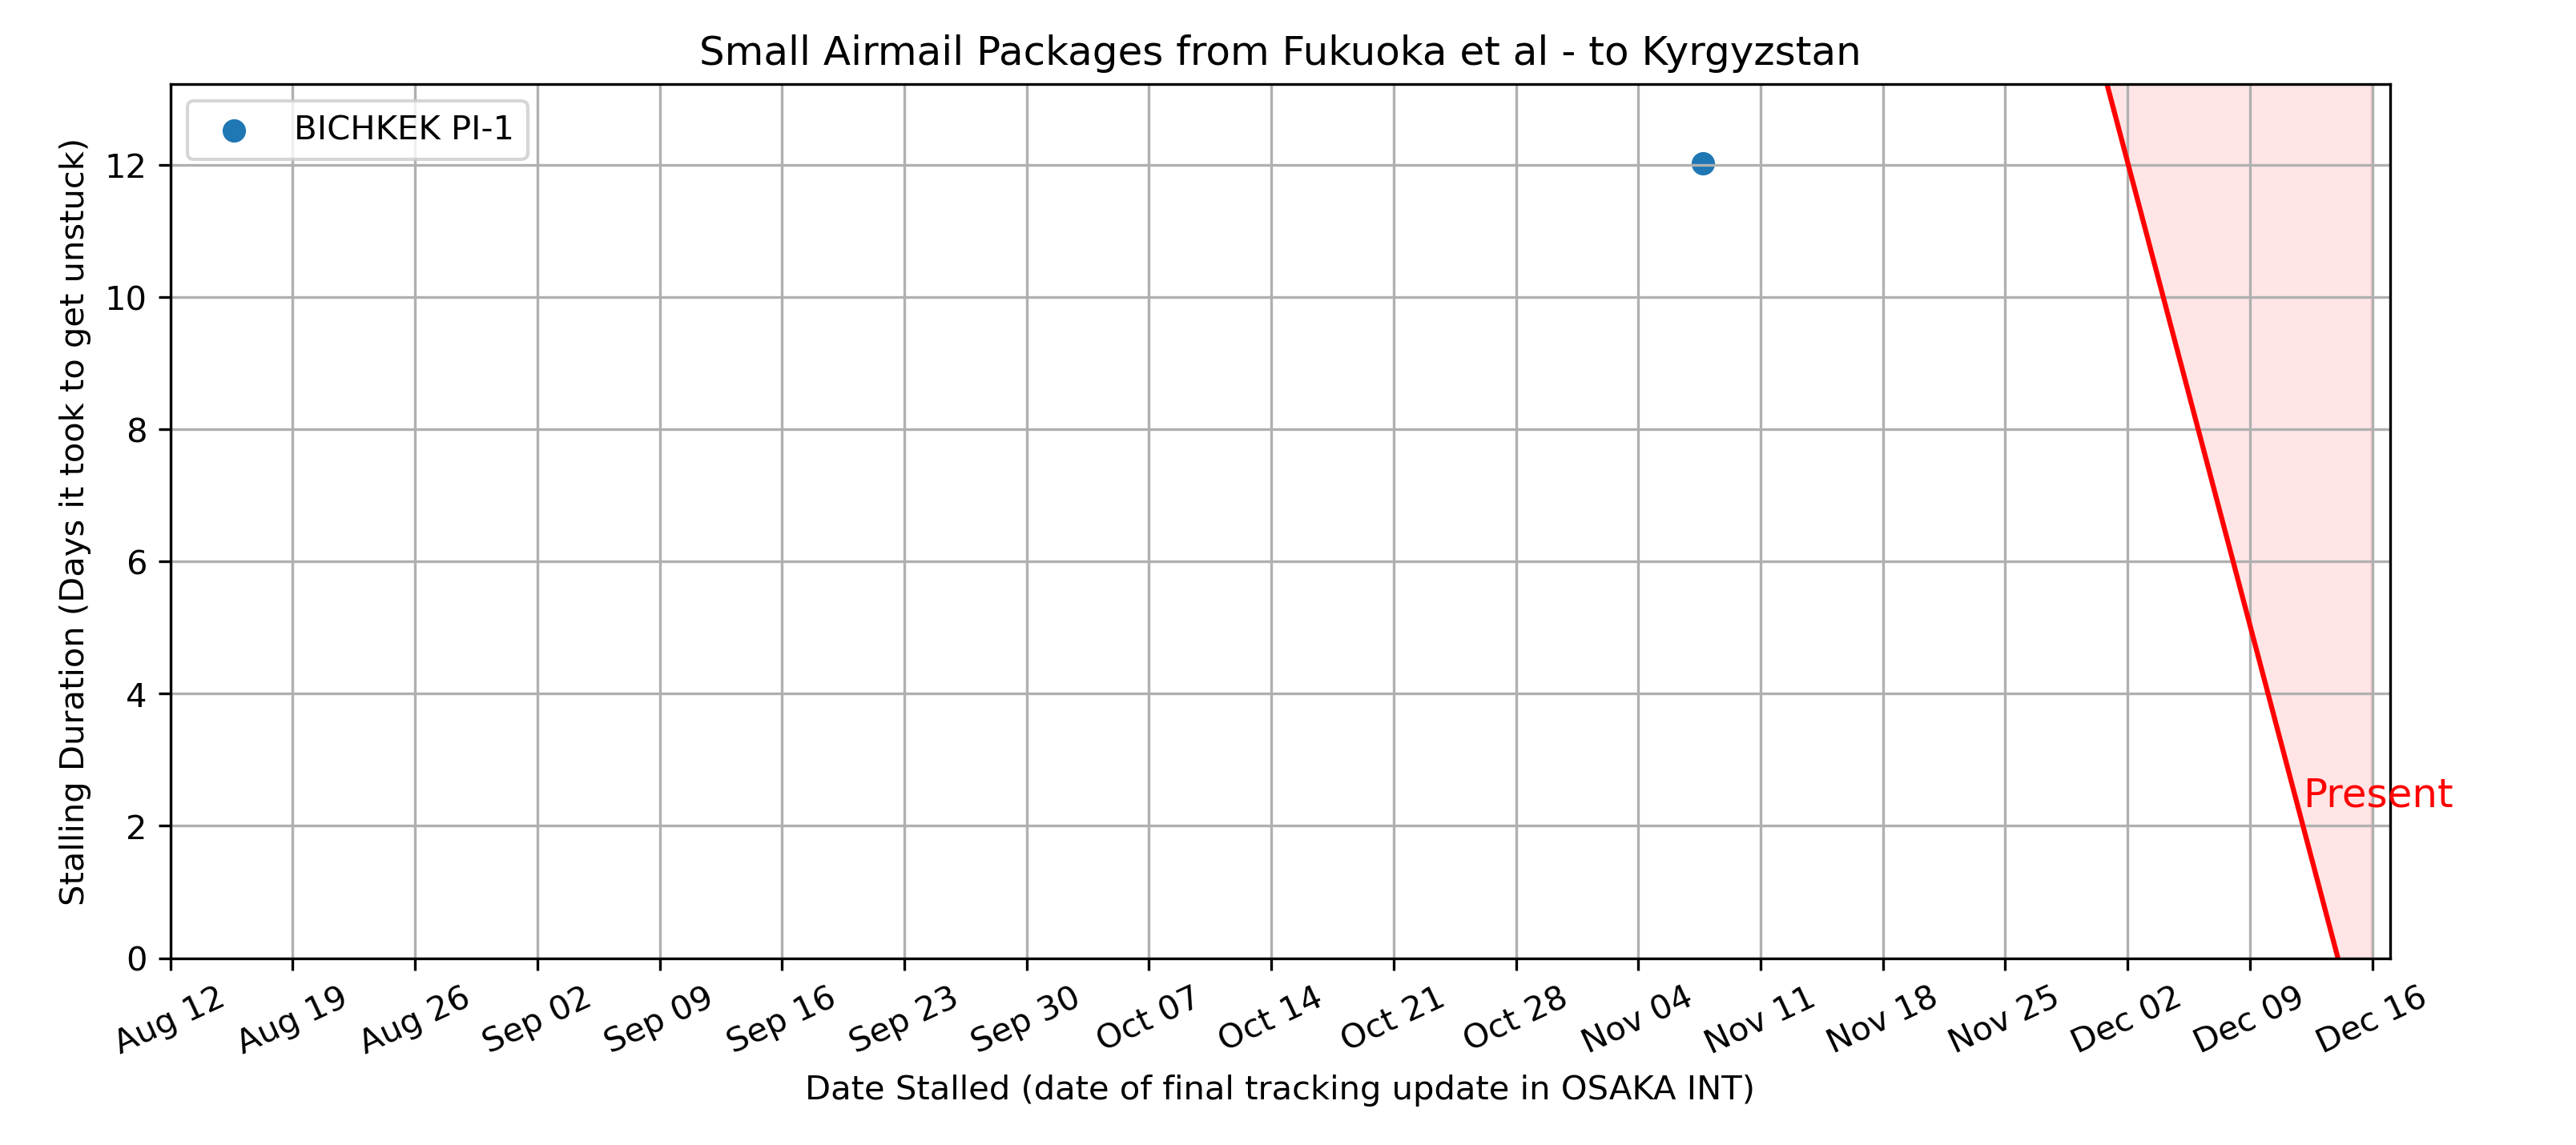 Small Airmail Packages from Fukuoka et al - to Kyrgyzstan
BICHKEK PI-1
Stalling Duration (Days it took to get unstuck)
12
10
8
6
4
2
0
Present
Aug 12
Aug 19
Aug 26
Sep 02
Sep 09
Sep 16
Sep 23
Sep 30
Oct 07
Oct 14
Oct 21
Oct 28
Nov 04
Nov 11
Nov 18
Nov 25
Dec 02
Dec 09
Dec 16
Date Stalled (date of final tracking update in OSAKA INT)